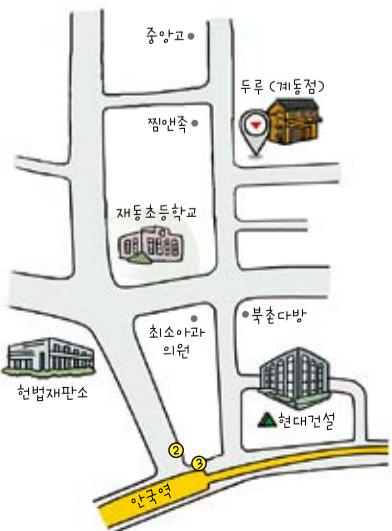 중앙고
두루 (계동점)
찜앤족
재동초등학교
최소아과
의원
북촌다방
헌법재판소
현대건설
②
③
안국역